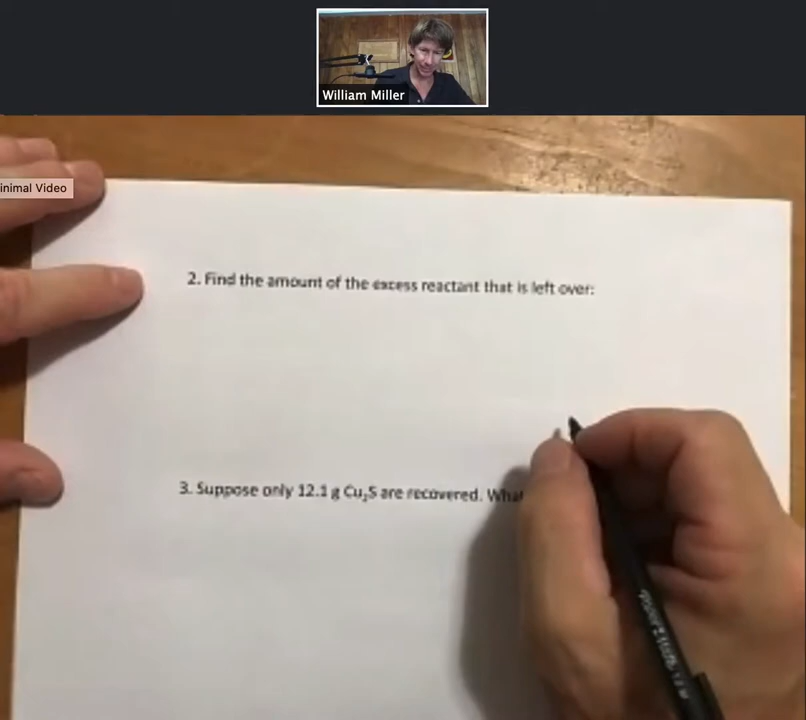 William Miller
inimal Video
2. Find the amount of the excess reactant that is left over:
3. Suppose only 12.1 g Cu₂S are recovered. What